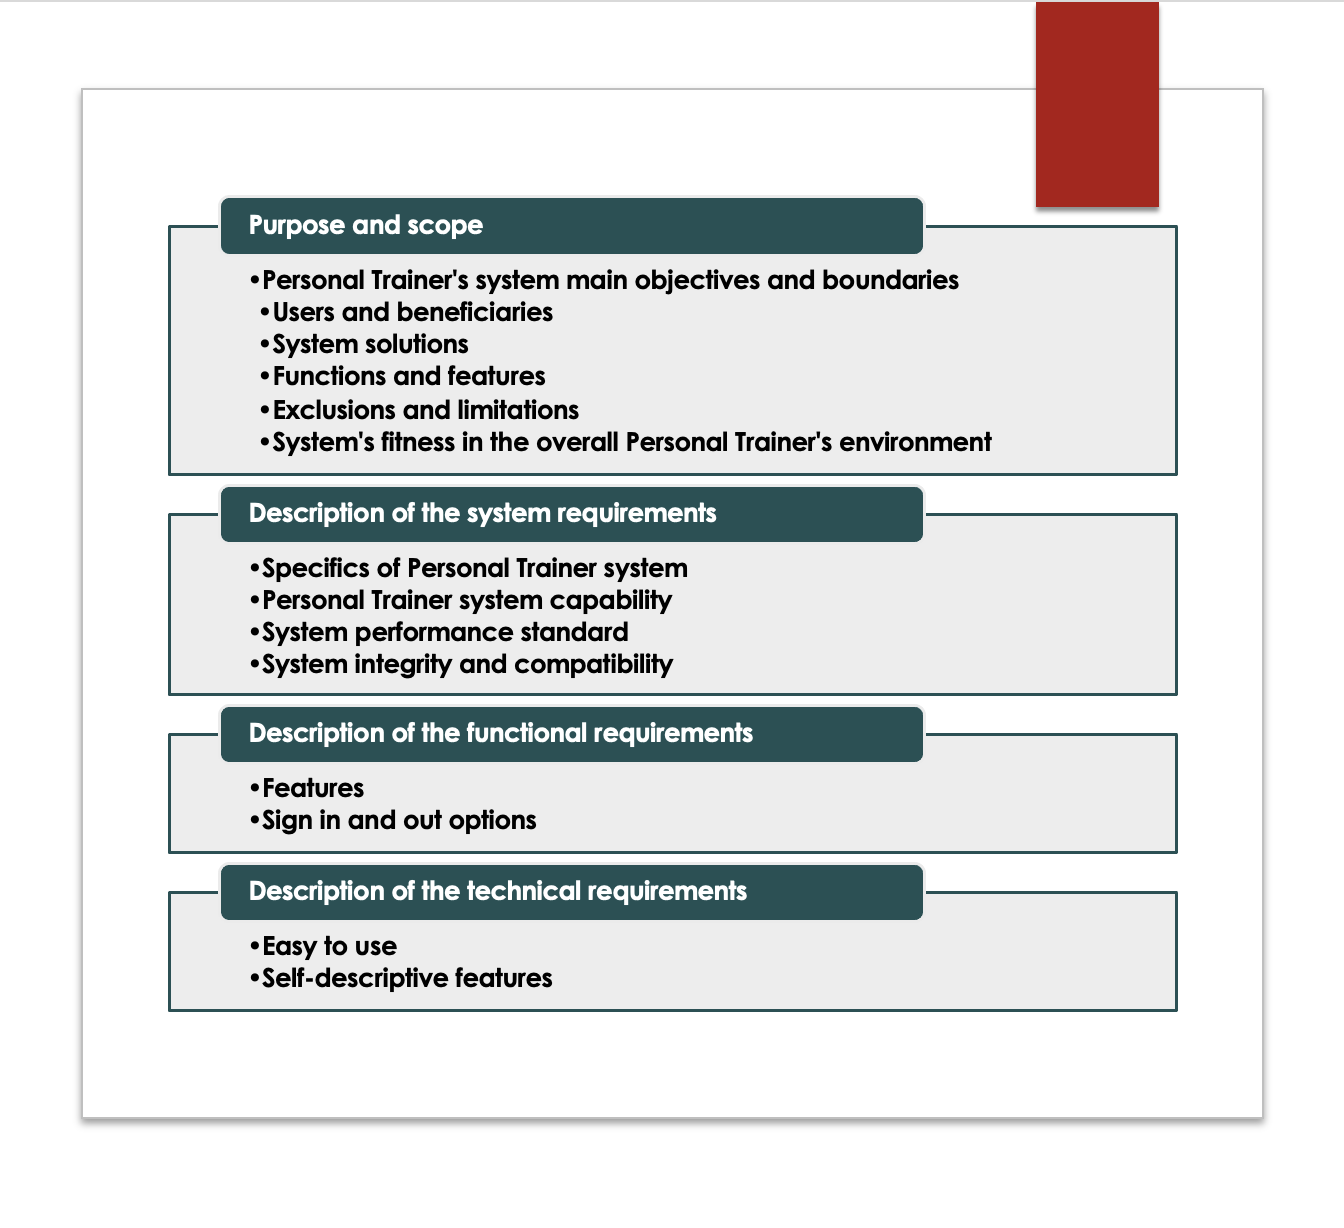 Purpose and scope
•Personal Trainer's system main objectives and boundaries
•Users and beneficiaries
•System solutions
•Functions and features
•Exclusions and limitations
•System's fitness in the overall Personal Trainer's environment
Description of the system requirements
•Specifics of Personal Trainer system
•Personal Trainer system capability
•System performance standard
•System integrity and compatibility
Description of the functional requirements
•Features
•Sign in and out options
Description of the technical requirements
•Easy to use
•Self-descriptive features